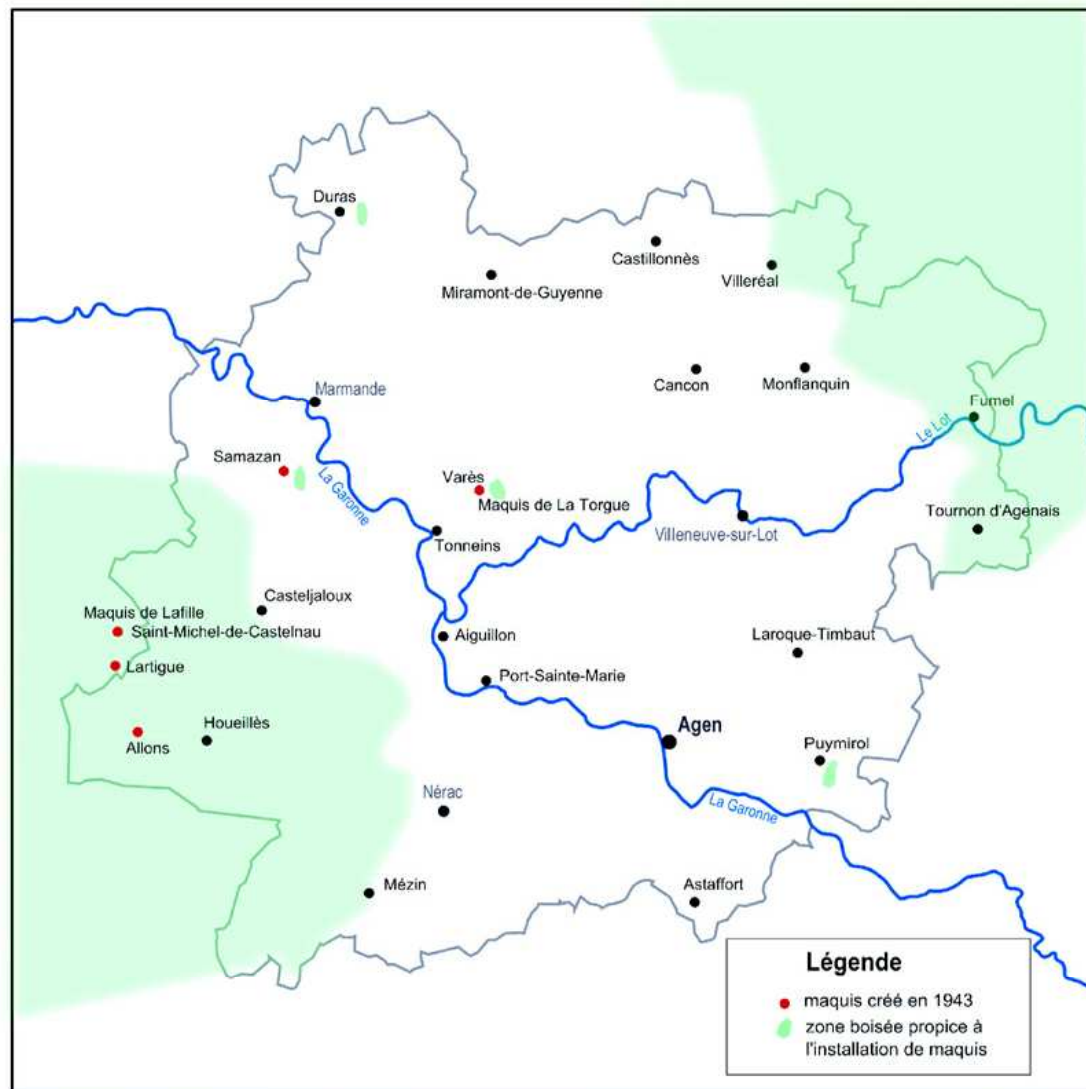 Duras
Castillonnès
Villeréal
Miramont-de-Guyenne
Marmande
Cancon
Monflanquin
Fumel
Le Lot
Samazan
La Garonne
Varès
Maquis de La Torgue
Tonneins
Villeneuve-sur-Lot
Tournon d'Agenais
Casteljaloux
Maquis de Lafille
Saint-Michel-de-Castelnau
Aiguillon
Laroque-Timbaut
Lartigue
Port-Sainte-Marie
Houeillès
Allons
Agen
Puymirol
Nérac
La Garonne
Mézin
Astaffort
Légende
maquis créé en 1943
zone boisée propice à
l'installation de maquis